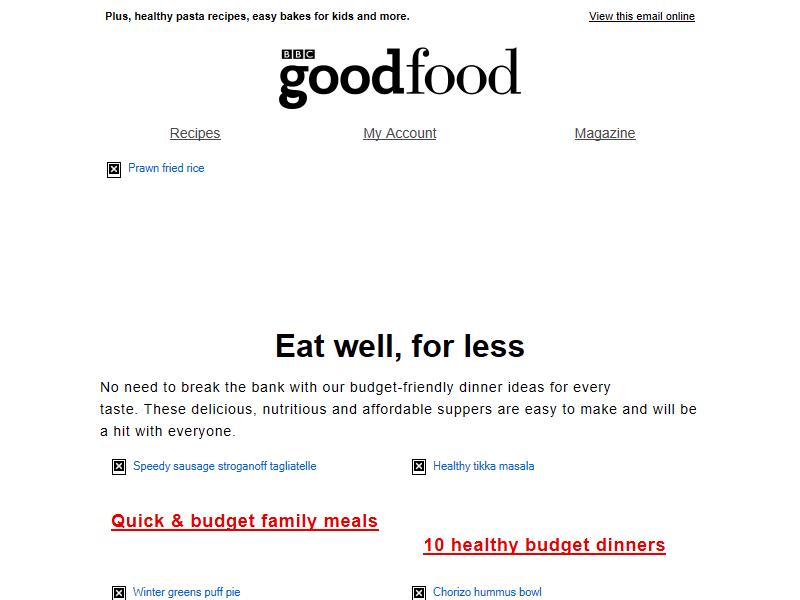 Plus, healthy pasta recipes, easy bakes for kids and more.
View this email online
BBC
goodfood
Recipes
My Account
Magazine
Prawn fried rice
Eat well, for less
No need to break the bank with our budget-friendly dinner ideas for every
taste. These delicious, nutritious and affordable suppers are easy to make and will be
a hit with everyone.
Speedy sausage stroganoff tagliatelle
Healthy tikka masala
Quick & budget family meals
10 healthy budget dinners
Winter greens puff pie
Chorizo hummus bowl